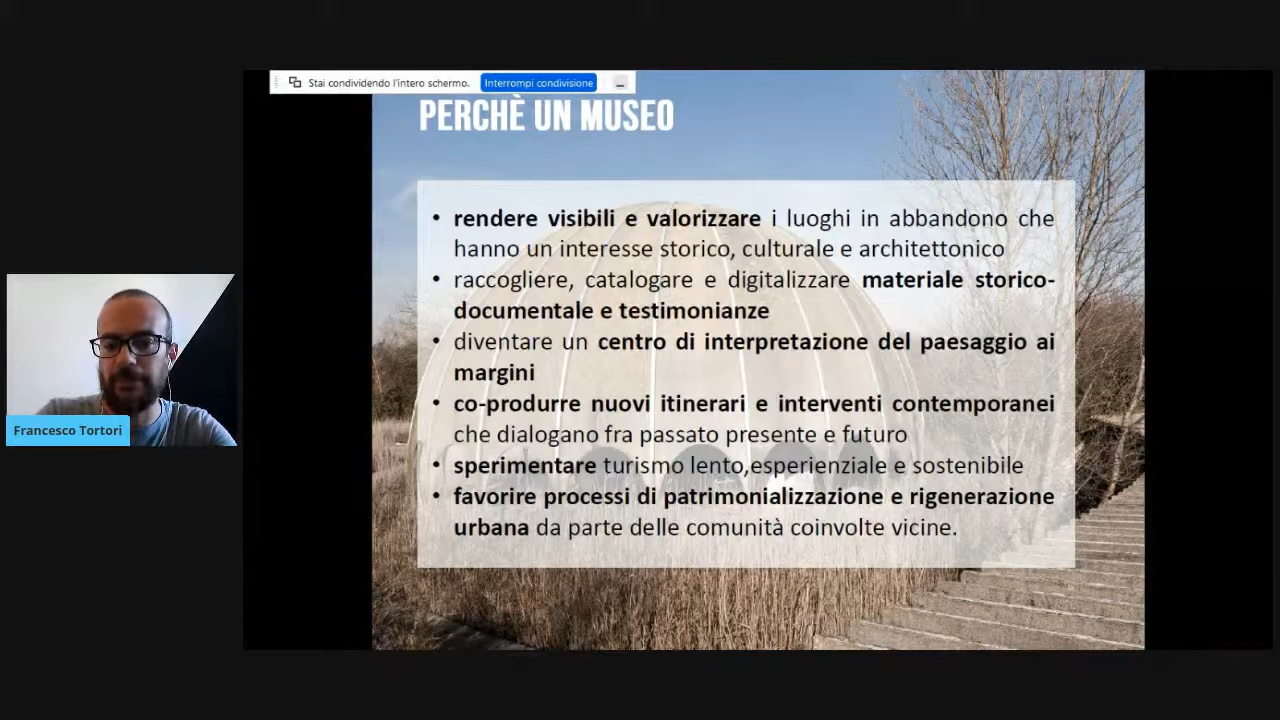 Stai condividendo l'intero schermo. Interrompi condivisione
PERCHÈ UN MUSEO
• rendere visibili e valorizzare i luoghi in abbandono che
hanno un interesse storico, culturale e architettonico
• raccogliere, catalogare e digitalizzare materiale storico-
documentale e testimonianze
• diventare un centro di interpretazione del paesaggio ai
margini
• co-produrre nuovi itinerari e interventi contemporanei
che dialogano fra passato presente e futuro
• sperimentare turismo lento,esperienziale e sostenibile
• favorire processi di patrimonializzazione e rigenerazione
urbana da parte delle comunità coinvolte vicine.
Francesco Tortori